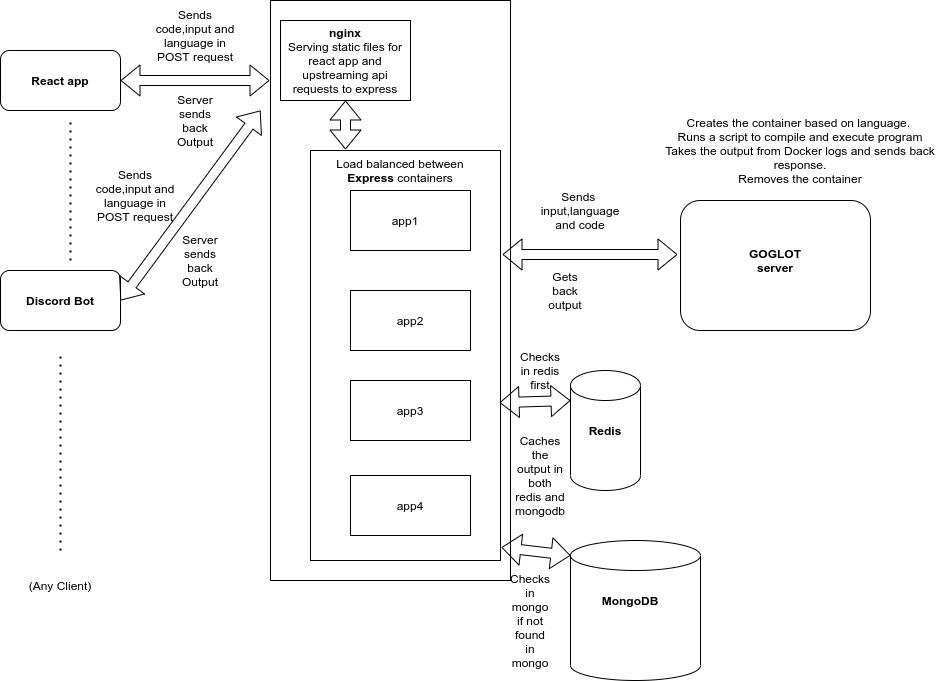 Sends
code,input and
language in
POST request
React app
Server
sends
back
Output
Sends
code,input and
language in
POST request
Server
sends
back
Output
Discord Bot
(Any Client)
nginx
Serving static files for
react app and
upstreaming api
requests to express
Load balanced between
Express containers
app1
app2
app3
app4
Sends
input,language
and code
Gets
back
output
Creates the container based on language.
Runs a script to compile and execute program
Takes the output from Docker logs and sends back
response.
Removes the container
GOGLOT
server
Checks
in redis
first
Redis
Caches
the
output in
both
redis and
mongodb
Checks
in
mongo
if not
found
in
mongo
MongoDB